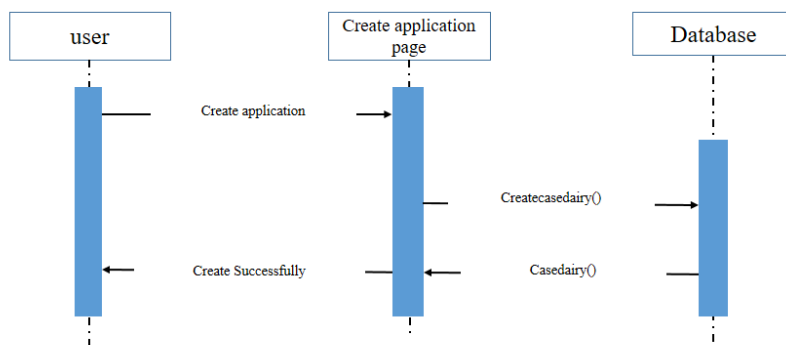 user
Create application
page
Database
Create application
Createcasedairy()
Create Successfully
Casedairy()